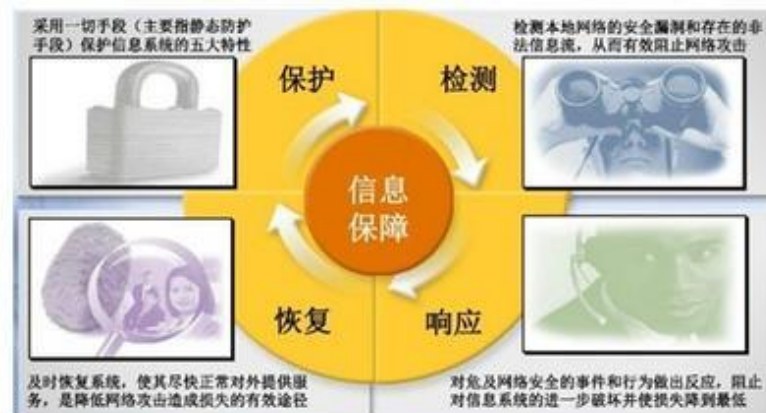 采用一切手段（主要指静态防护
手段）保护信息系统的五大特性
检测本地网络的安全漏制和存在的非
法信息流，从而有效阻止网络攻击
保护
检测
信息
保障
恢复
响应
及时恢复系统，使其尽快正常对外提供服
务，是降低网络攻击造成损失的有效途径
对危及网络安全的事件和行为做出反应，阻止
对信息系统的进一步破坏并使损失降到最低